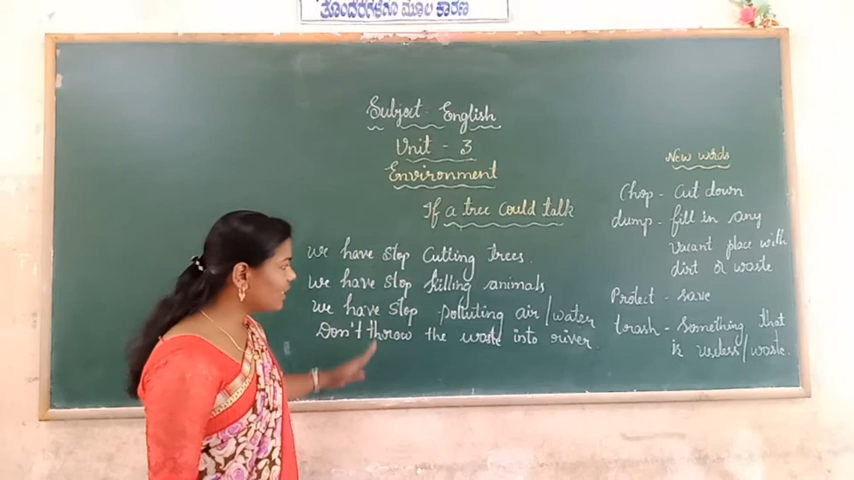 ತೊಂದರೆಗಳಿಗೂ ಮೂಲ ಕಾರಣ
Subject - English
Unit - 3
Environment
If a tree could talk
we have stop cutting trees.
we have stop killing animals
we have stop polluting air/water
Don't throw the waste into river.
New words
Chop - cut down
dump - fill in any
vacant place with
dirt or waste
Protect - save
trash - Something that
is useless/waste.